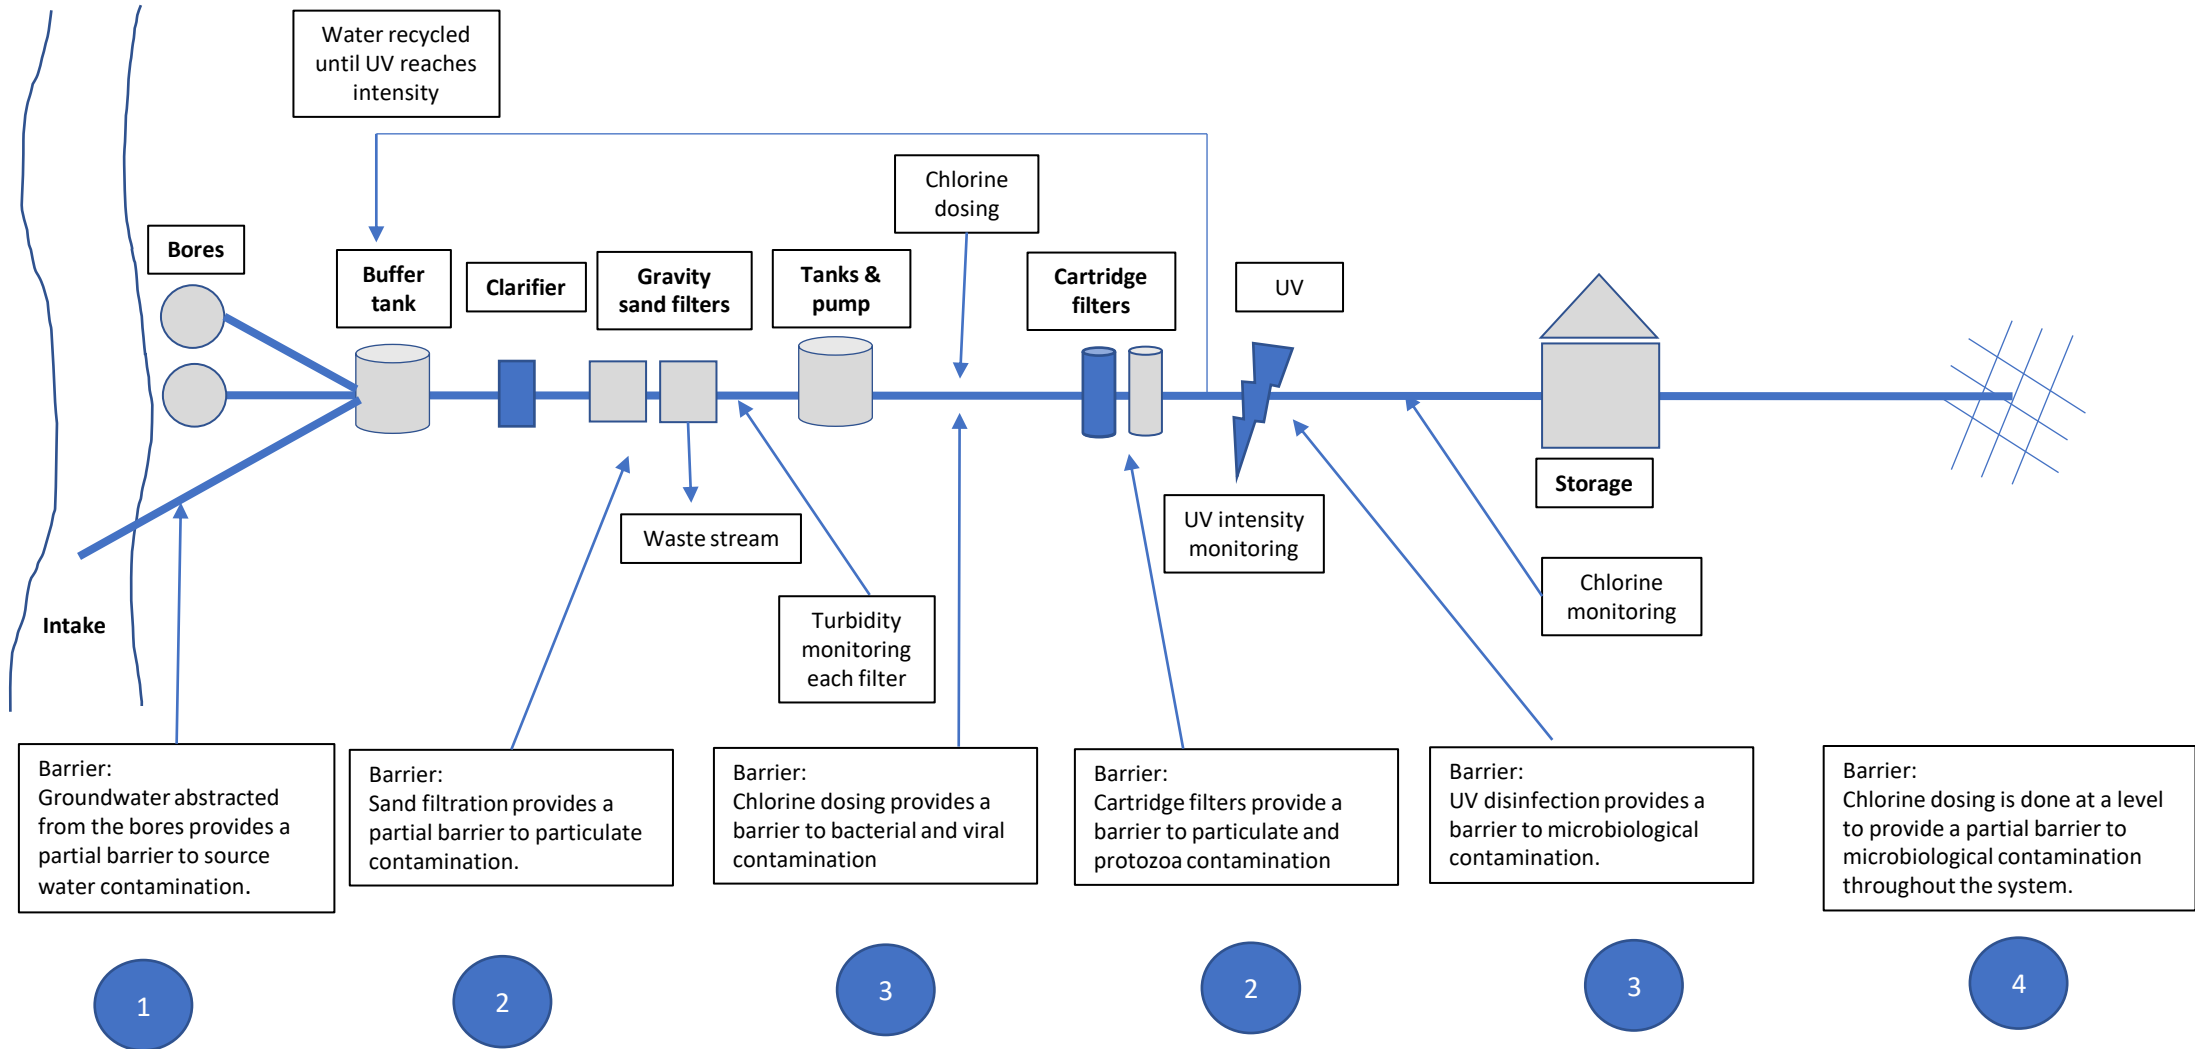 Water recycled
until UV reaches
intensity
Chlorine
dosing
Bores
Buffer
tank
Clarifier
Gravity
sand filters
Tanks &
pump
Cartridge
filters
UV
Storage
Waste stream
UV intensity
monitoring
Chlorine
monitoring
Turbidity
monitoring
each filter
Intake
Barrier:
Groundwater abstracted
from the bores provides a
partial barrier to source
water contamination.
Barrier:
Sand filtration provides a
partial barrier to particulate
contamination.
Barrier:
Chlorine dosing provides a
barrier to bacterial and viral
contamination
Barrier:
Cartridge filters provide a
barrier to particulate and
protozoa contamination
Barrier:
UV disinfection provides a
barrier to microbiological
contamination.
Barrier:
Chlorine dosing is done at a level
to provide a partial barrier to
microbiological contamination
throughout the system.
1
2
3
2
3
4